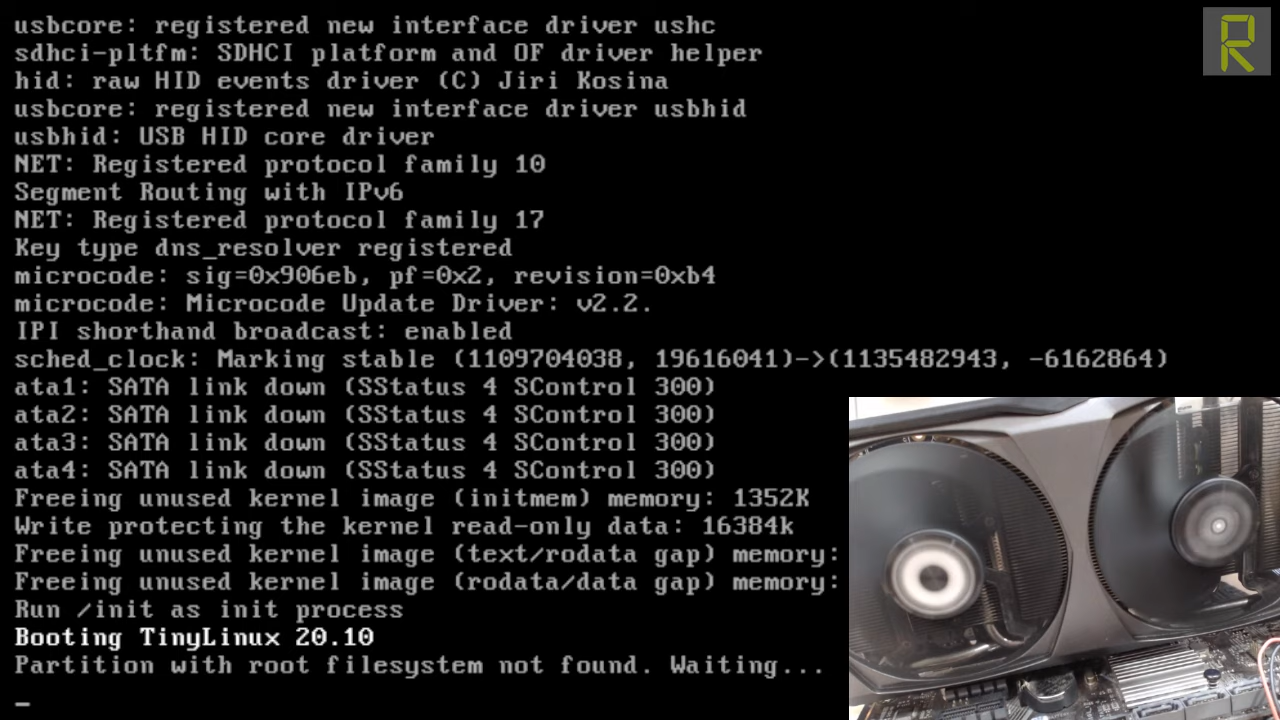 usbcore: registered new interface driver ushc
sdhci-pltfm: SDHCI platform and OF driver helper
hid: raw HID events driver (C) Jiri Kosina
usbcore: registered new interface driver usbhid
usbhid: USB HID core driver
NET: Registered protocol family 10
Segment Routing with IPv6
NET: Registered protocol family 17
Key type dns_resolver registered
microcode: sig=0x906eb, pf=0x2, revision=0xb4
microcode: Microcode Update Driver: v2.2.
IPI shorthand broadcast: enabled
sched_clock: Marking stable (1109704038, 19616041)->(1135482943, -6162864)
ata1: SATA link down (SStatus 4 SControl 300)
ata2: SATA link down (SStatus 4 SControl 300)
ata3: SATA link down (SStatus 4 SControl 300)
ata4: SATA link down (SStatus 4 SControl 300)
Freeing unused kernel image (initmem) memory: 1352K
Write protecting the kernel read-only data: 16384k
Freeing unused kernel image (text/rodata gap) memory:
Freeing unused kernel image (rodata/data gap) memory:
Run /init as init process
Booting TinyLinux 20.10
Partition with root filesystem not found. Waiting...
_
R